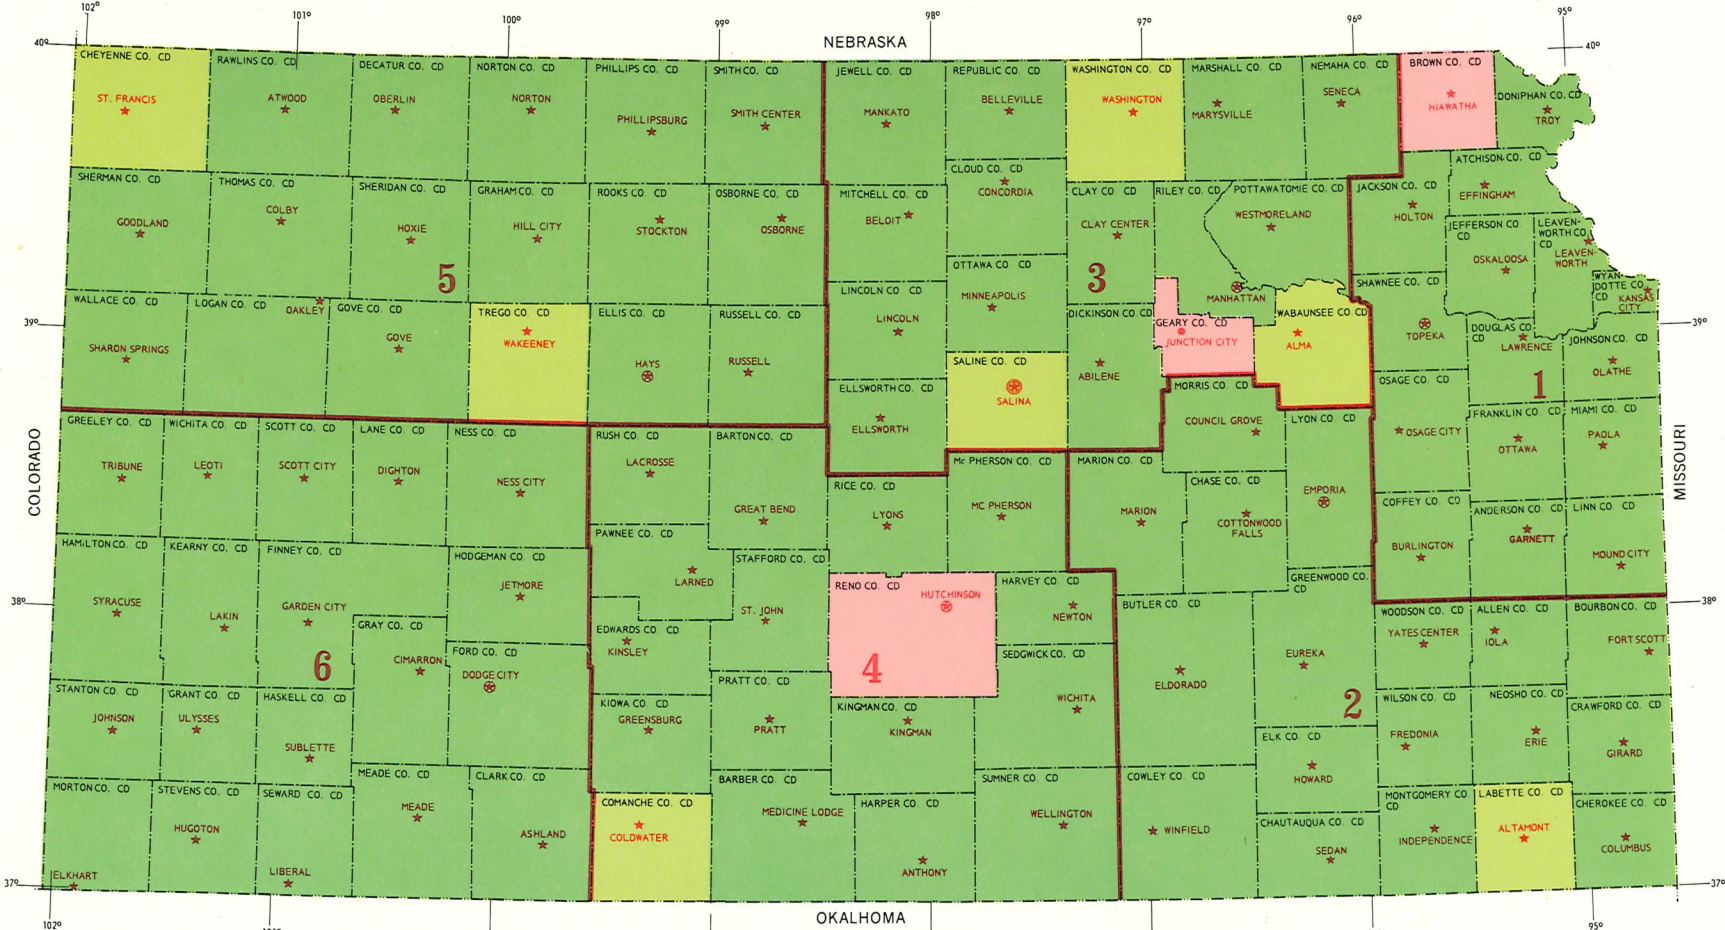 102° 101° 100° 99° 98° 97° 96° 95°
40° NEBRASKA 40°
CHEYENNE CO. CD
ST. FRANCIS
RAWLINS CO. CD
ATWOOD
DECATUR CO. CD
OBERLIN
NORTON CO. CD
NORTON
PHILLIPS CO. CD
PHILLIPSBURG
SMITH CO. CD
SMITH CENTER
JEWELL CO. CD
MANKATO
REPUBLIC CO. CD
BELLEVILLE
WASHINGTON CO. CD
WASHINGTON
MARSHALL CO. CD
MARYSVILLE
NEMAHA CO. CD
SENECA
BROWN CO. CD
HIAWATHA
DONIPHAN CO. CD
TROY
ATCHISON CO. CD
EFFINGHAM
SHERMAN CO. CD
GOODLAND
THOMAS CO. CD
COLBY
SHERIDAN CO. CD
HOXIE
GRAHAM CO. CD
HILL CITY
ROOKS CO. CD
STOCKTON
OSBORNE CO. CD
OSBORNE
MITCHELL CO. CD
BELOIT
CLOUD CO. CD
CONCORDIA
CLAY CO. CD
CLAY CENTER
RILEY CO. CD
MANHATTAN
POTTAWATOMIE CO. CD
WESTMORELAND
JACKSON CO. CD
HOLTON
JEFFERSON CO.
CD
OSKALOOSA
LEAVEN-
WORTH CO.
CD
LEAVEN-
WORTH
WYAN-
DOTTE CO.
CD
KANSAS
CITY
5
3
39°
WALLACE CO. CD
SHARON SPRINGS
LOGAN CO. CD
OAKLEY
GOVE CO. CD
GOVE
TREGO CO. CD
WAKEENEY
ELLIS CO. CD
HAYS
RUSSELL CO. CD
RUSSELL
LINCOLN CO. CD
LINCOLN
OTTAWA CO. CD
MINNEAPOLIS
DICKINSON CO. CD
ABILENE
GEARY CO. CD
JUNCTION CITY
WABAUNSEE CO. CD
ALMA
SHAWNEE CO. CD
TOPEKA
DOUGLAS CO
CD
LAWRENCE
JOHNSON CO. CD
OLATHE
39°
ELLSWORTH CO. CD
ELLSWORTH
SALINE CO. CD
SALINA
MORRIS CO. CD
COUNCIL GROVE
OSAGE CO. CD
OSAGE CITY
1
FRANKLIN CO. CD
OTTAWA
MIAMI CO. CD
PAOLA
COLORADO
MISSOURI
GREELEY CO. CD
TRIBUNE
WICHITA CO. CD
LEOTI
SCOTT CO. CD
SCOTT CITY
LANE CO. CD
DIGHTON
NESS CO. CD
NESS CITY
RUSH CO. CD
LACROSSE
BARTON CO. CD
GREAT BEND
RICE CO. CD
LYONS
Mc PHERSON CO. CD
MC PHERSON
MARION CO. CD
MARION
CHASE CO. CD
COTTONWOOD
FALLS
LYON CO. CD
EMPORIA
COFFEY CO. CD
BURLINGTON
ANDERSON CO. CD
GARNETT
LINN CO. CD
MOUND CITY
38°
HAMILTON CO. CD
SYRACUSE
KEARNY CO. CD
LAKIN
FINNEY CO. CD
GARDEN CITY
HODGEMAN CO. CD
JETMORE
PAWNEE CO. CD
LARNED
STAFFORD CO. CD
ST. JOHN
RENO CO. CD
HUTCHINSON
HARVEY CO. CD
NEWTON
BUTLER CO. CD
ELDORADO
GREENWOOD CO.
CD
EUREKA
WOODSON CO. CD
YATES CENTER
ALLEN CO. CD
IOLA
BOURBON CO. CD
FORT SCOTT
38°
GRAY CO. CD
CIMARRON
FORD CO. CD
DODGE CITY
EDWARDS CO. CD
KINSLEY
SEDGWICK CO. CD
WICHITA
6
4
2
STANTON CO. CD
JOHNSON
GRANT CO. CD
ULYSSES
HASKELL CO. CD
SUBLETTE
KIOWA CO. CD
GREENSBURG
PRATT CO. CD
PRATT
KINGMAN CO. CD
KINGMAN
ELK CO. CD
HOWARD
WILSON CO. CD
FREDONIA
NEOSHO CO. CD
ERIE
CRAWFORD CO. CD
GIRARD
MORTON CO. CD
ELKHART
STEVENS CO. CD
HUGOTON
SEWARD CO. CD
LIBERAL
MEADE CO. CD
MEADE
CLARK CO. CD
ASHLAND
COMANCHE CO. CD
COLDWATER
BARBER CO. CD
MEDICINE LODGE
HARPER CO. CD
ANTHONY
SUMNER CO. CD
WELLINGTON
COWLEY CO. CD
WINFIELD
CHAUTAUQUA CO. CD
SEDAN
MONTGOMERY CO
CD
INDEPENDENCE
LABETTE CO. CD
ALTAMONT
CHEROKEE CO. CD
COLUMBUS
37° 37°
OKALHOMA
102° 95°